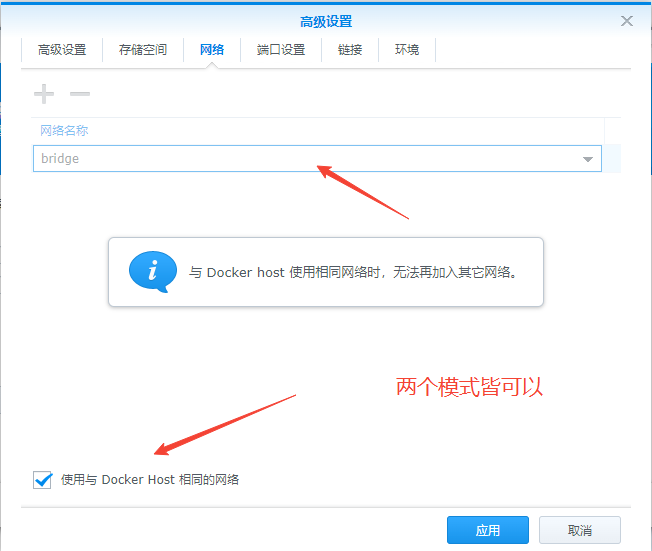 高级设置
高级设置 存储空间 网络 端口设置 链接 环境
网络名称
bridge
与 Docker host 使用相同网络时，无法再加入其它网络。
两个模式皆可以
使用与 Docker Host 相同的网络
应用 取消